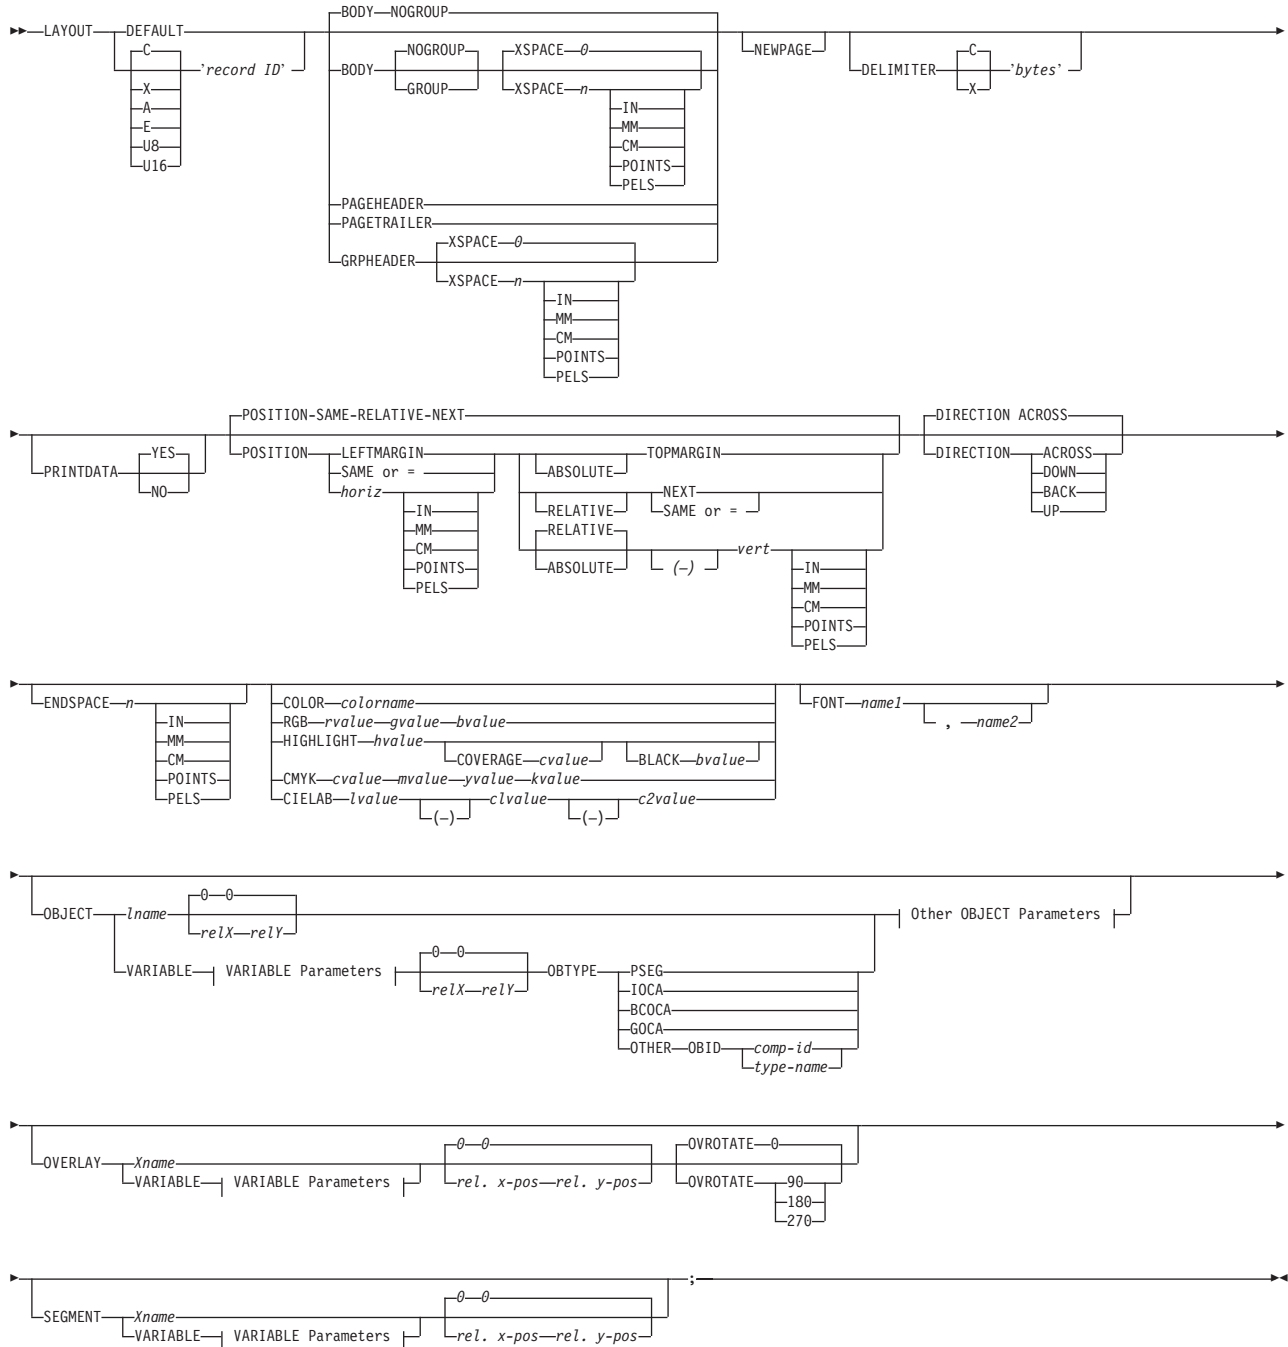 BODY NOGROUP
LAYOUT DEFAULT
C
X
A
E
U8
U16
'record ID'
BODY
NOGROUP
GROUP
XSPACE 0
XSPACE n
IN
MM
CM
POINTS
PELS
PAGEHEADER
PAGETRAILER
GRPHEADER
XSPACE 0
XSPACE n
IN
MM
CM
POINTS
PELS
NEWPAGE
DELIMITER
C
X
'bytes'
PRINTDATA
YES
NO
POSITION-SAME-RELATIVE-NEXT
POSITION
LEFTMARGIN
SAME or =
horiz
IN
MM
CM
POINTS
PELS
ABSOLUTE
TOPMARGIN
RELATIVE
NEXT
SAME or =
RELATIVE
ABSOLUTE
(–)
vert
IN
MM
CM
POINTS
PELS
DIRECTION ACROSS
DIRECTION
ACROSS
DOWN
BACK
UP
ENDSPACE n
IN
MM
CM
POINTS
PELS
COLOR colorname
RGB rvalue gvalue bvalue
HIGHLIGHT hvalue
COVERAGE cvalue
BLACK bvalue
CMYK cvalue mvalue yvalue kvalue
CIELAB lvalue
(–)
c1value
(–)
c2value
FONT name1
, name2
OBJECT
lname
0 0
relX relY
VARIABLE
VARIABLE Parameters
0 0
relX relY
OBTYPE
PSEG
IOCA
BCOCA
GOCA
OTHER OBID
comp-id
type-name
Other OBJECT Parameters
OVERLAY
Xname
VARIABLE
VARIABLE Parameters
0 0
rel. x-pos rel. y-pos
OVROTATE 0
OVROTATE
90
180
270
SEGMENT
Xname
VARIABLE
VARIABLE Parameters
0 0
rel. x-pos rel. y-pos
;